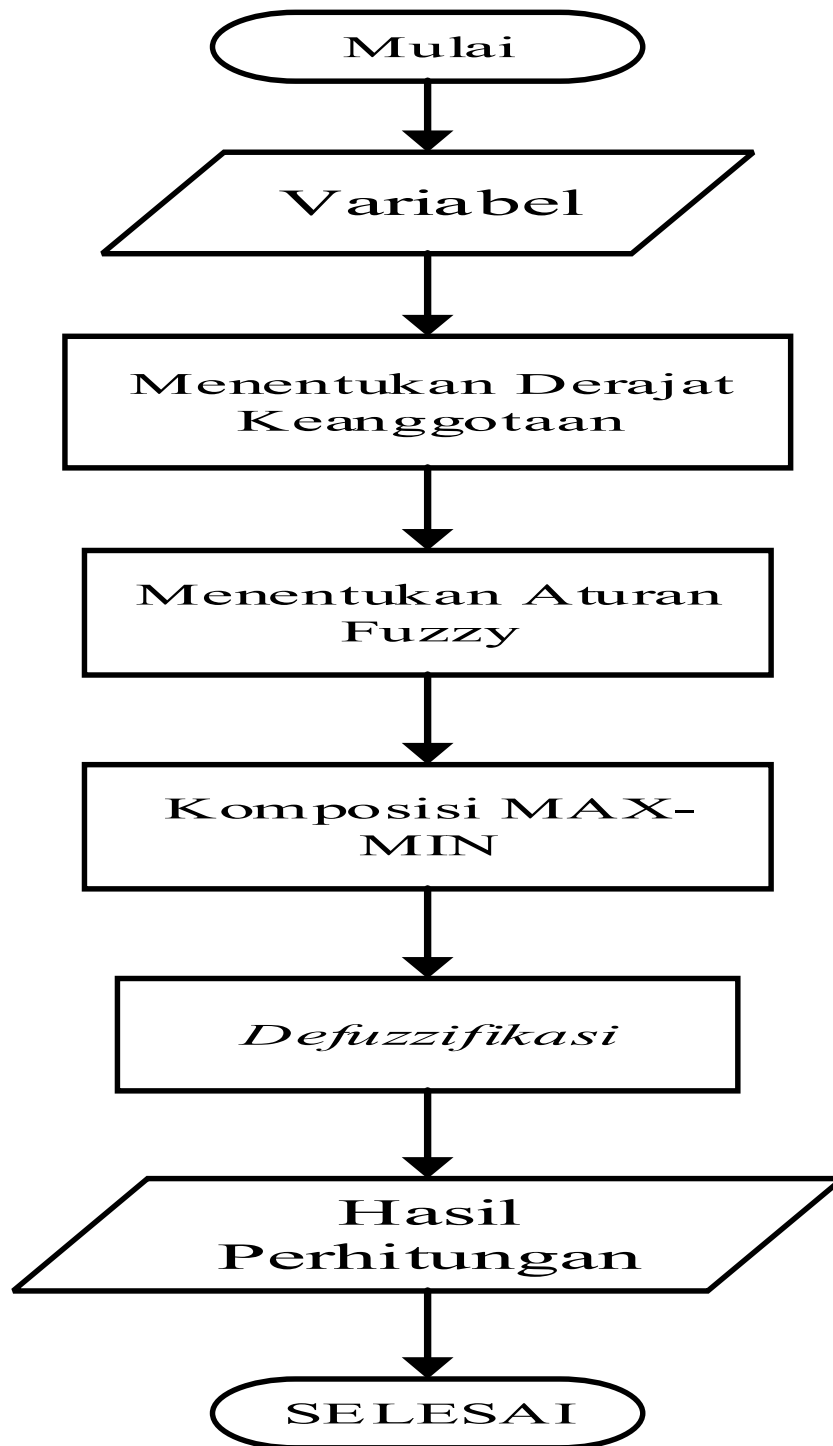 Mulai
Variabel
Menentukan Derajat
Keanggotaan
Menentukan Aturan
Fuzzy
Komposisi MAX-
MIN
Defuzzifikasi
Hasil
Perhitungan
SELESAI